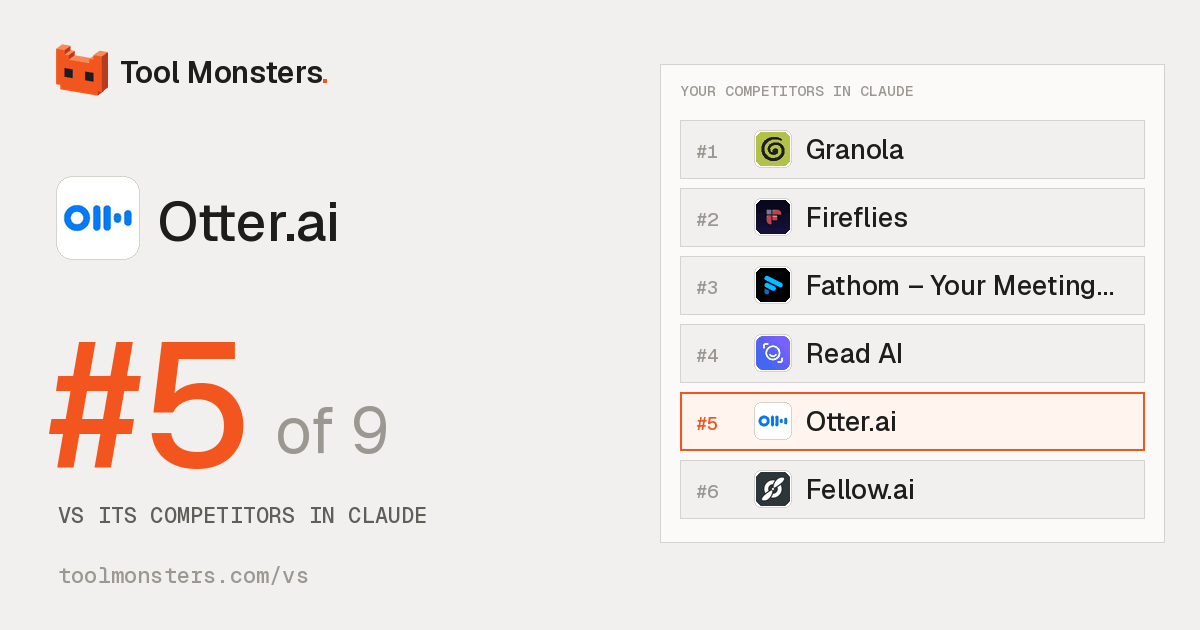 Tool Monsters.
Otter.ai
#5 of 9
VS ITS COMPETITORS IN CLAUDE
toolmonsters.com/vs
YOUR COMPETITORS IN CLAUDE
#1 Granola
#2 Fireflies
#3 Fathom – Your Meeting...
#4 Read AI
#5 Otter.ai
#6 Fellow.ai